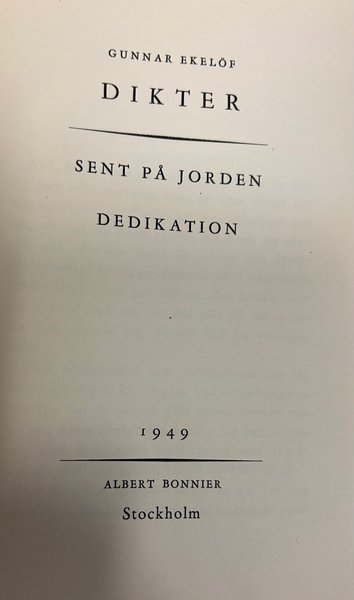 GUNNAR EKELÖF
DIKTER
SENT PÅ JORDEN
DEDIKATION
1949
ALBERT BONNIER
Stockholm